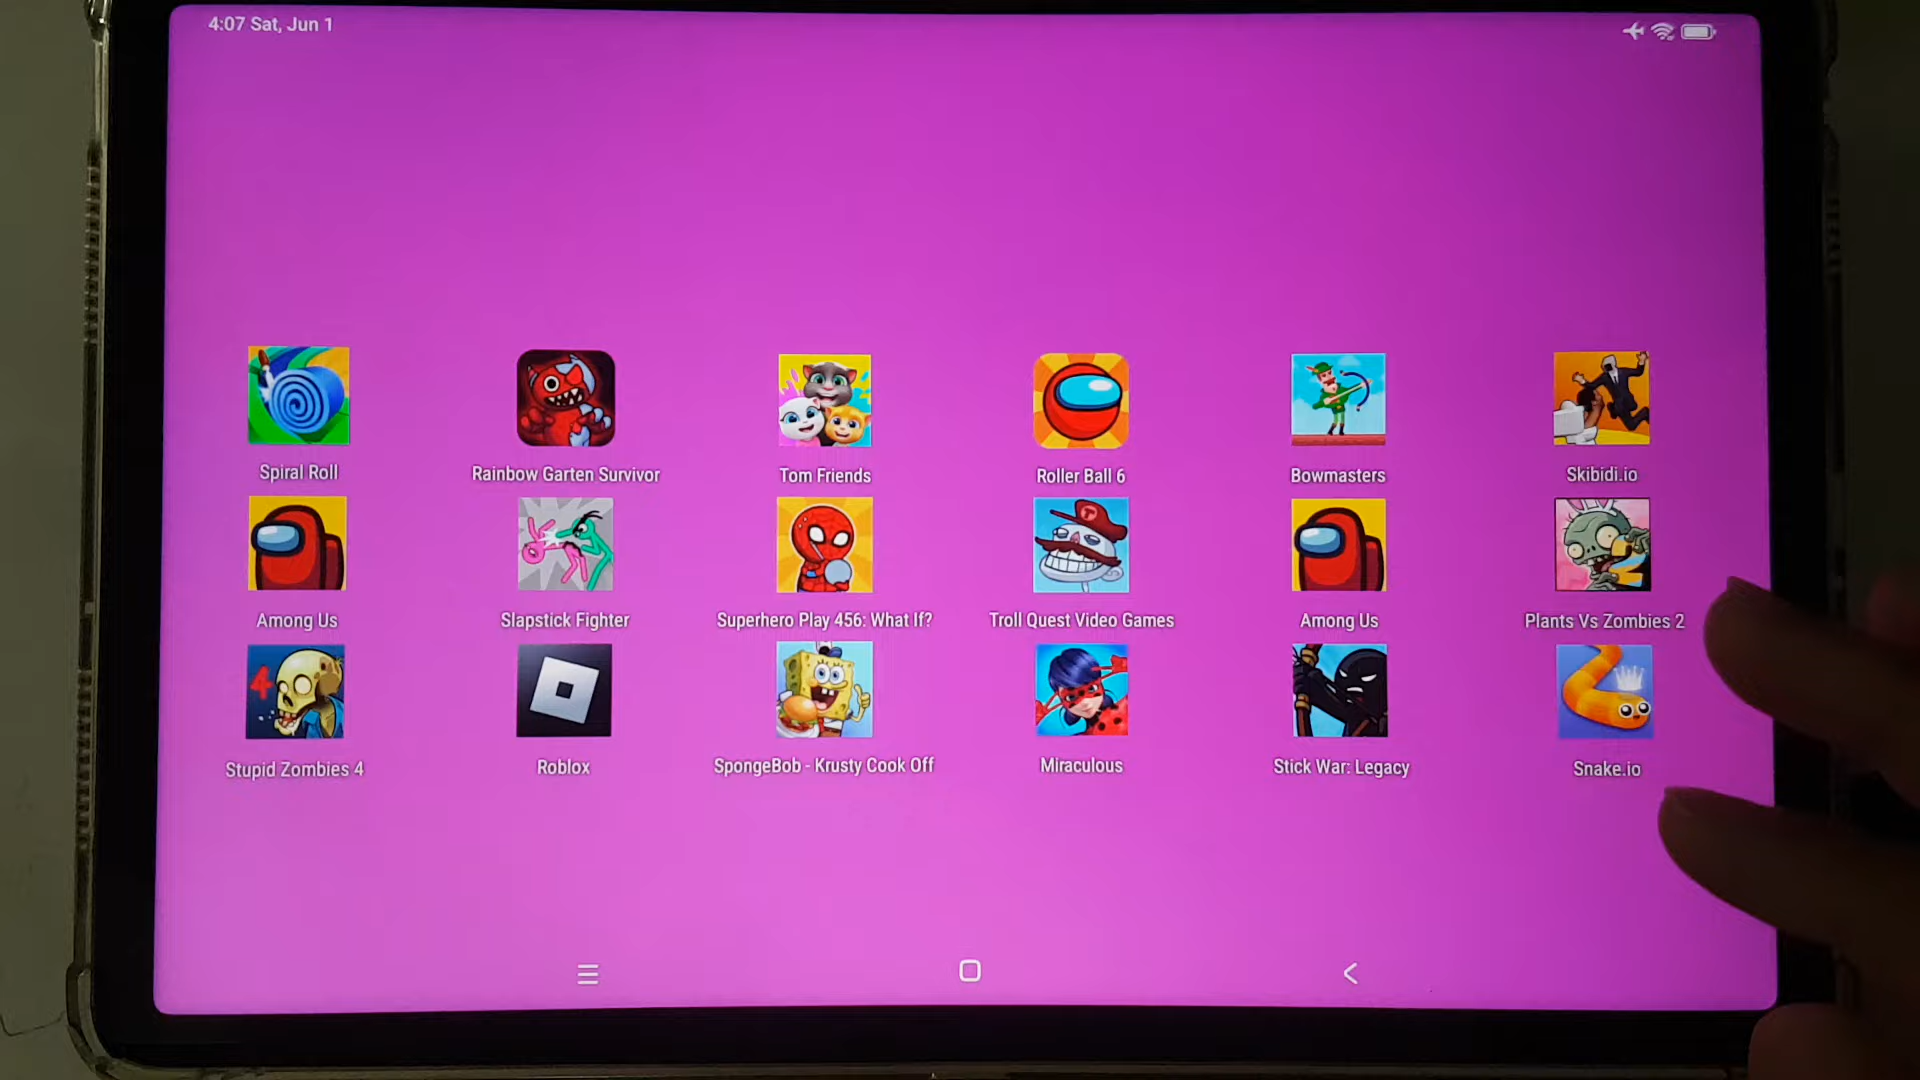 4:07 Sat, Jun 1
Spiral Roll
Rainbow Garten Survivor
Tom Friends
Roller Ball 6
Bowmasters
Skibidi.io
Among Us
Slapstick Fighter
Superhero Play 456: What If?
Troll Quest Video Games
Among Us
Plants Vs Zombies 2
4
Stupid Zombies 4
Roblox
SpongeBob - Krusty Cook Off
Miraculous
Stick War: Legacy
Snake.io